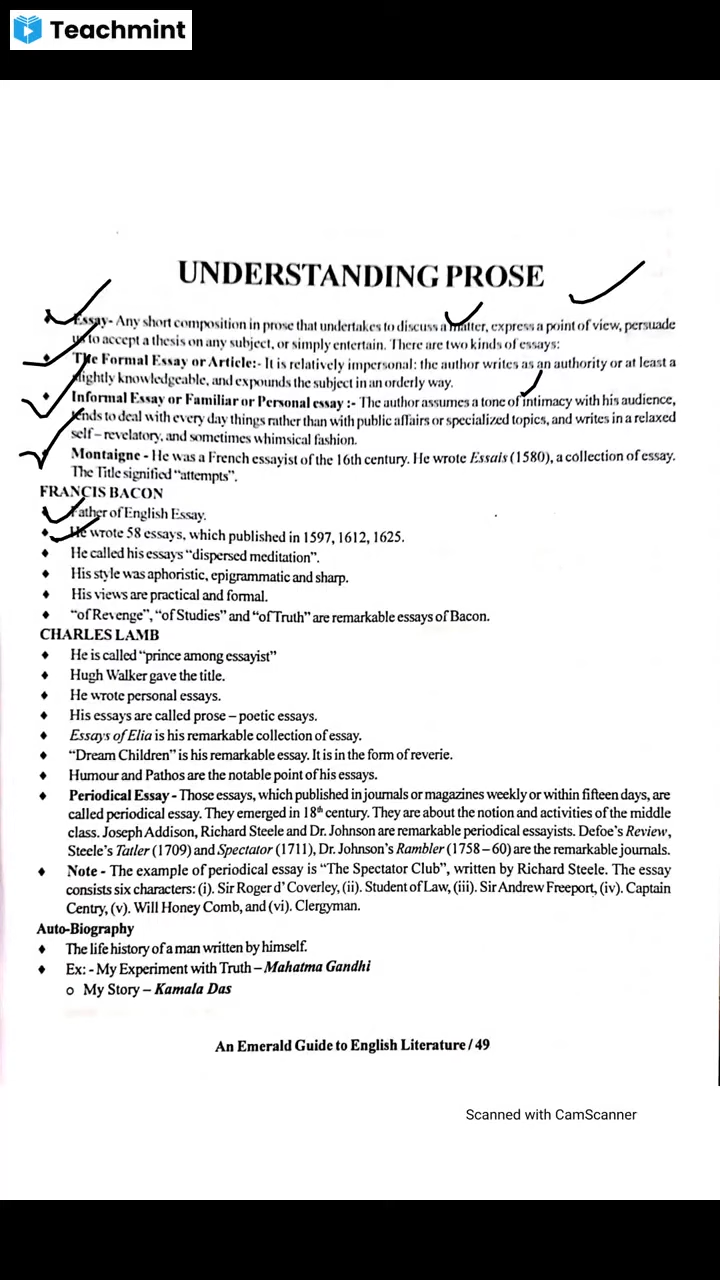 Teachmint
UNDERSTANDING PROSE
Essay- Any short composition in prose that undertakes to discuss a matter, express a point of view, persuade
us to accept a thesis on any subject, or simply entertain. There are two kinds of essays:
The Formal Essay or Article:- It is relatively impersonal: the author writes as an authority or at least a
slightly knowledgeable, and expounds the subject in an orderly way.
Informal Essay or Familiar or Personal essay :- The author assumes a tone of intimacy with his audience,
tends to deal with every day things rather than with public affairs or specialized topics, and writes in a relaxed
self – revelatory, and sometimes whimsical fashion.
Montaigne - He was a French essayist of the 16th century. He wrote Essais (1580), a collection of essay.
The Title signified “attempts”.
FRANCIS BACON
♦ Father of English Essay.
♦ He wrote 58 essays, which published in 1597, 1612, 1625.
♦ He called his essays “dispersed meditation”.
♦ His style was aphoristic, epigrammatic and sharp.
♦ His views are practical and formal.
♦ “of Revenge”, “of Studies” and “of Truth” are remarkable essays of Bacon.
CHARLES LAMB
♦ He is called “prince among essayist”
♦ Hugh Walker gave the title.
♦ He wrote personal essays.
♦ His essays are called prose – poetic essays.
♦ Essays of Elia is his remarkable collection of essay.
♦ “Dream Children” is his remarkable essay. It is in the form of reverie.
♦ Humour and Pathos are the notable point of his essays.
♦ Periodical Essay - Those essays, which published in journals or magazines weekly or within fifteen days, are
called periodical essay. They emerged in 18th century. They are about the notion and activities of the middle
class. Joseph Addison, Richard Steele and Dr. Johnson are remarkable periodical essayists. Defoe's Review,
Steele's Tatler (1709) and Spectator (1711), Dr. Johnson's Rambler (1758 – 60) are the remarkable journals.
♦ Note - The example of periodical essay is “The Spectator Club”, written by Richard Steele. The essay
consists six characters: (i). Sir Roger d' Coverley, (ii). Student of Law, (iii). Sir Andrew Freeport, (iv). Captain
Centry, (v). Will Honey Comb, and (vi). Clergyman.
Auto-Biography
♦ The life history of a man written by himself.
♦ Ex: - My Experiment with Truth – Mahatma Gandhi
o My Story – Kamala Das
An Emerald Guide to English Literature / 49
Scanned with CamScanner